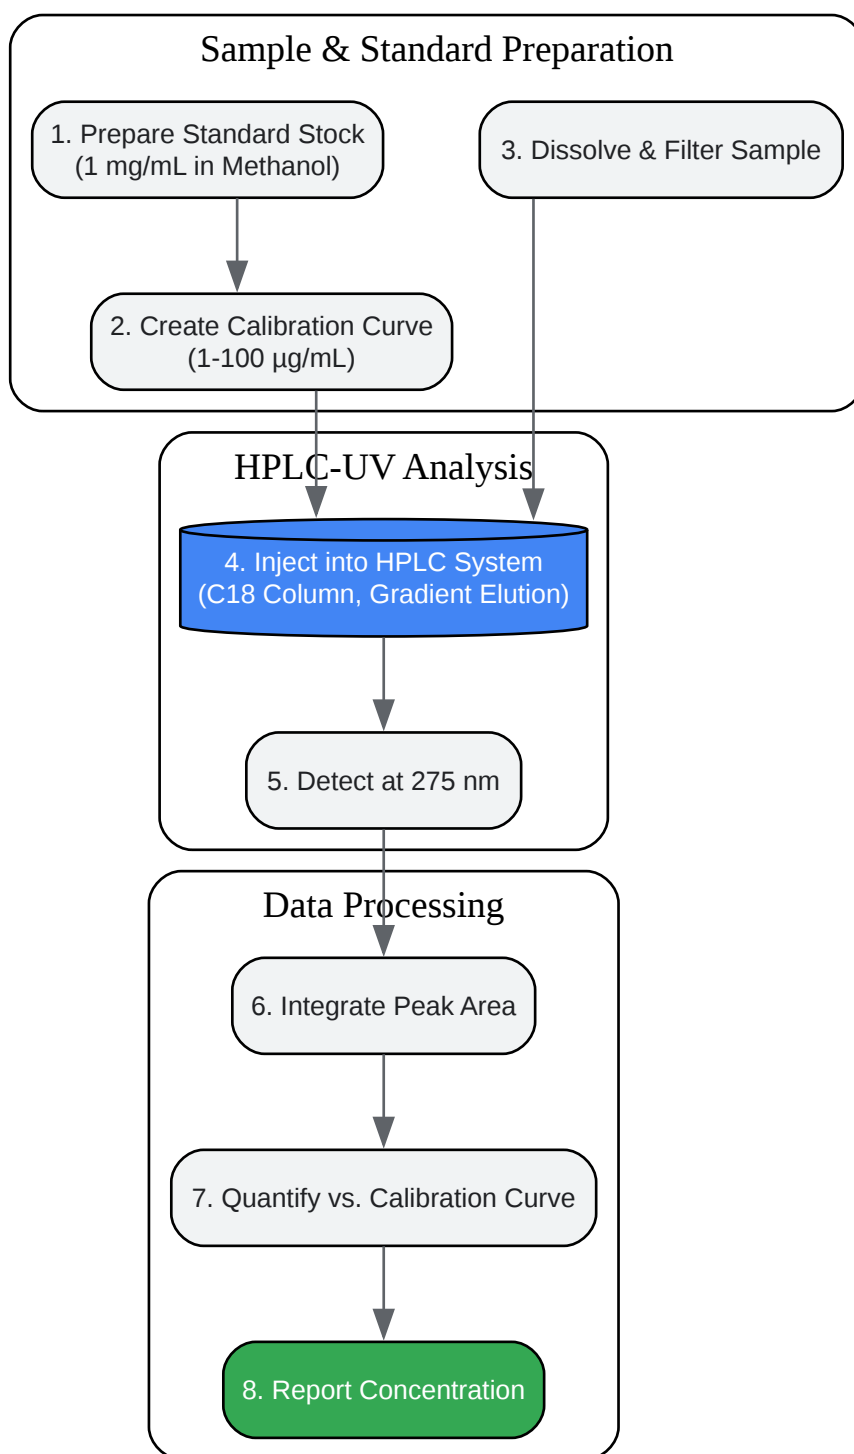 Sample & Standard Preparation
1. Prepare Standard Stock
(1 mg/mL in Methanol)
3. Dissolve & Filter Sample
2. Create Calibration Curve
(1-100 µg/mL)
HPLC-UV Analysis
4. Inject into HPLC System
(C18 Column, Gradient Elution)
5. Detect at 275 nm
Data Processing
6. Integrate Peak Area
7. Quantify vs. Calibration Curve
8. Report Concentration